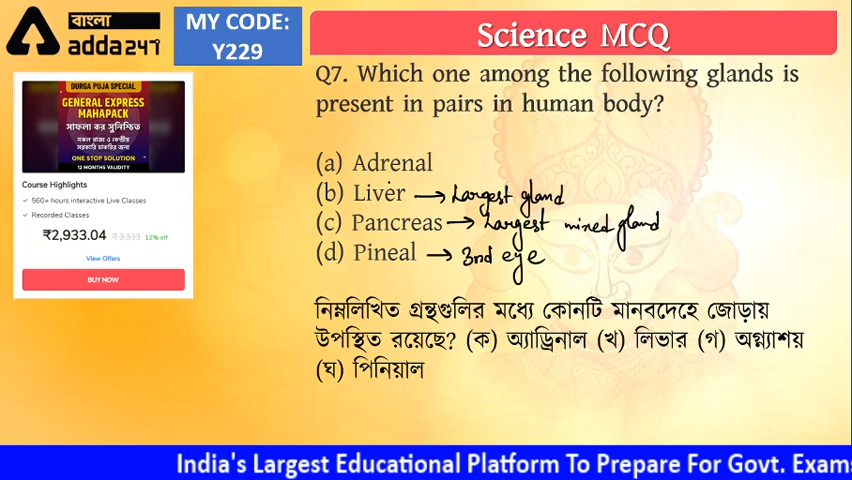 বাংলা
adda247
MY CODE:
Y229
Science MCQ
DURGA PUJA SPECIAL
GENERAL EXPRESS
MAHAPACK
সাফল্য কর সুনিশ্চিত
সকল রাজ্য ও কেন্দ্রীয়
সরকারি চাকরির জন্য
ONE STOP SOLUTION
12 MONTHS VALIDITY
Course Highlights
✓ 560+ hours interactive Live Classes
✓ Recorded Classes
₹2,933.04 ₹3,333 12% off
View Offers
BUY NOW
Q7. Which one among the following glands is
present in pairs in human body?
(a) Adrenal
(b) Liver → Largest gland
(c) Pancreas → Largest mixed gland
(d) Pineal → 3rd eye
নিম্নলিখিত গ্রন্থগুলির মধ্যে কোনটি মানবদেহে জোড়ায়
উপস্থিত রয়েছে? (ক) অ্যাড্রিনাল (খ) লিভার (গ) অগ্ন্যাশয়
(ঘ) পিনিয়াল
India's Largest Educational Platform To Prepare For Govt. Exams